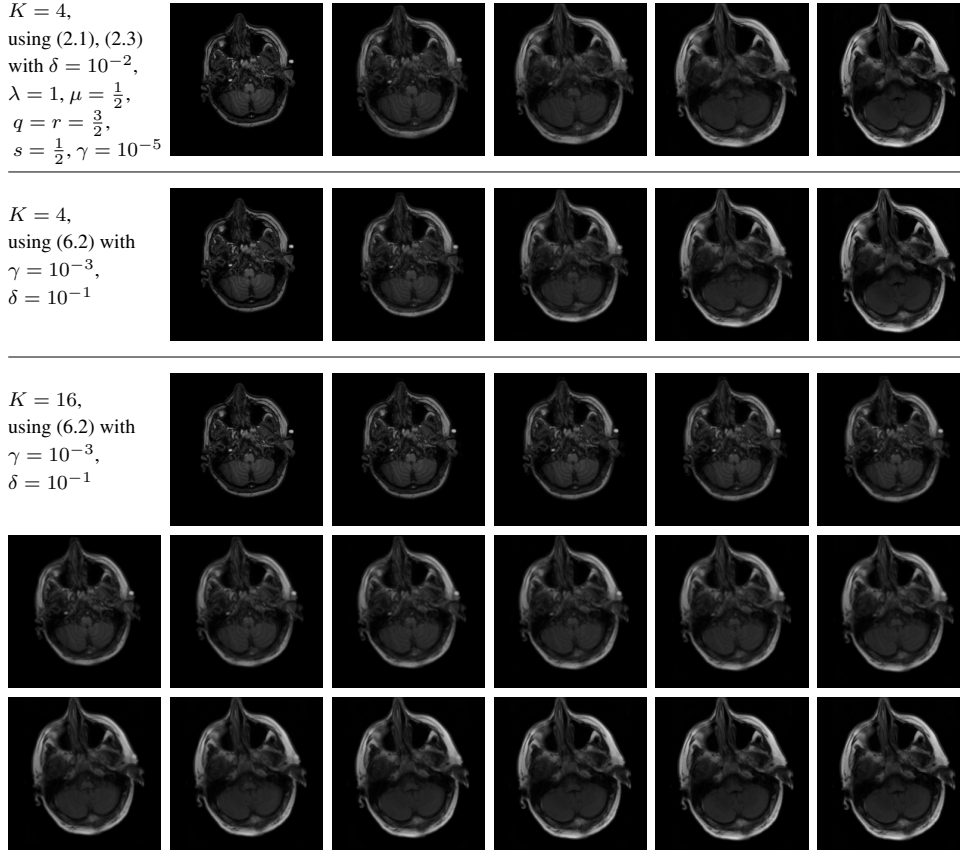 K = 4,
using (2.1), (2.3)
with δ = 10⁻²,
λ = 1, μ = 1/2,
q = r = 3/2,
s = 1/2, γ = 10⁻⁵
K = 4,
using (6.2) with
γ = 10⁻³,
δ = 10⁻¹
K = 16,
using (6.2) with
γ = 10⁻³,
δ = 10⁻¹